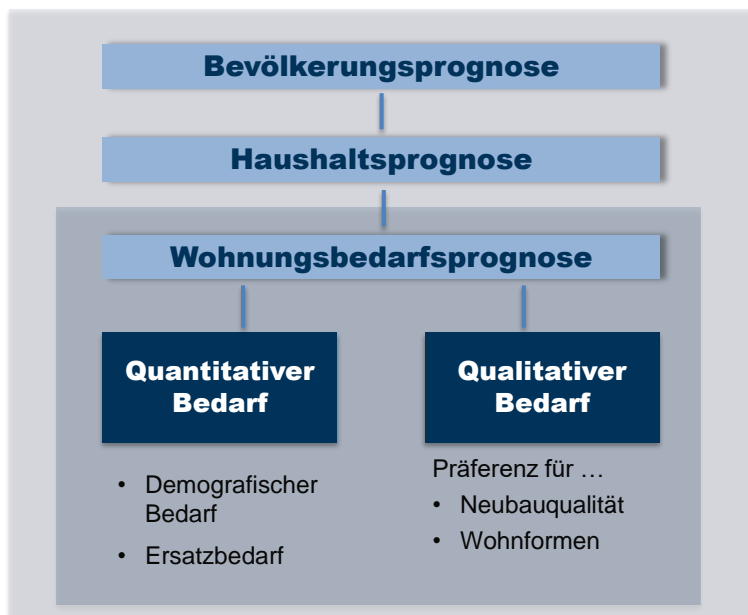 Bevölkerungsprognose
Haushaltsprognose
Wohnungsbedarfsprognose
Quantitativer
Bedarf
• Demografischer
Bedarf
• Ersatzbedarf
Qualitativer
Bedarf
Präferenz für …
• Neubauqualität
• Wohnformen